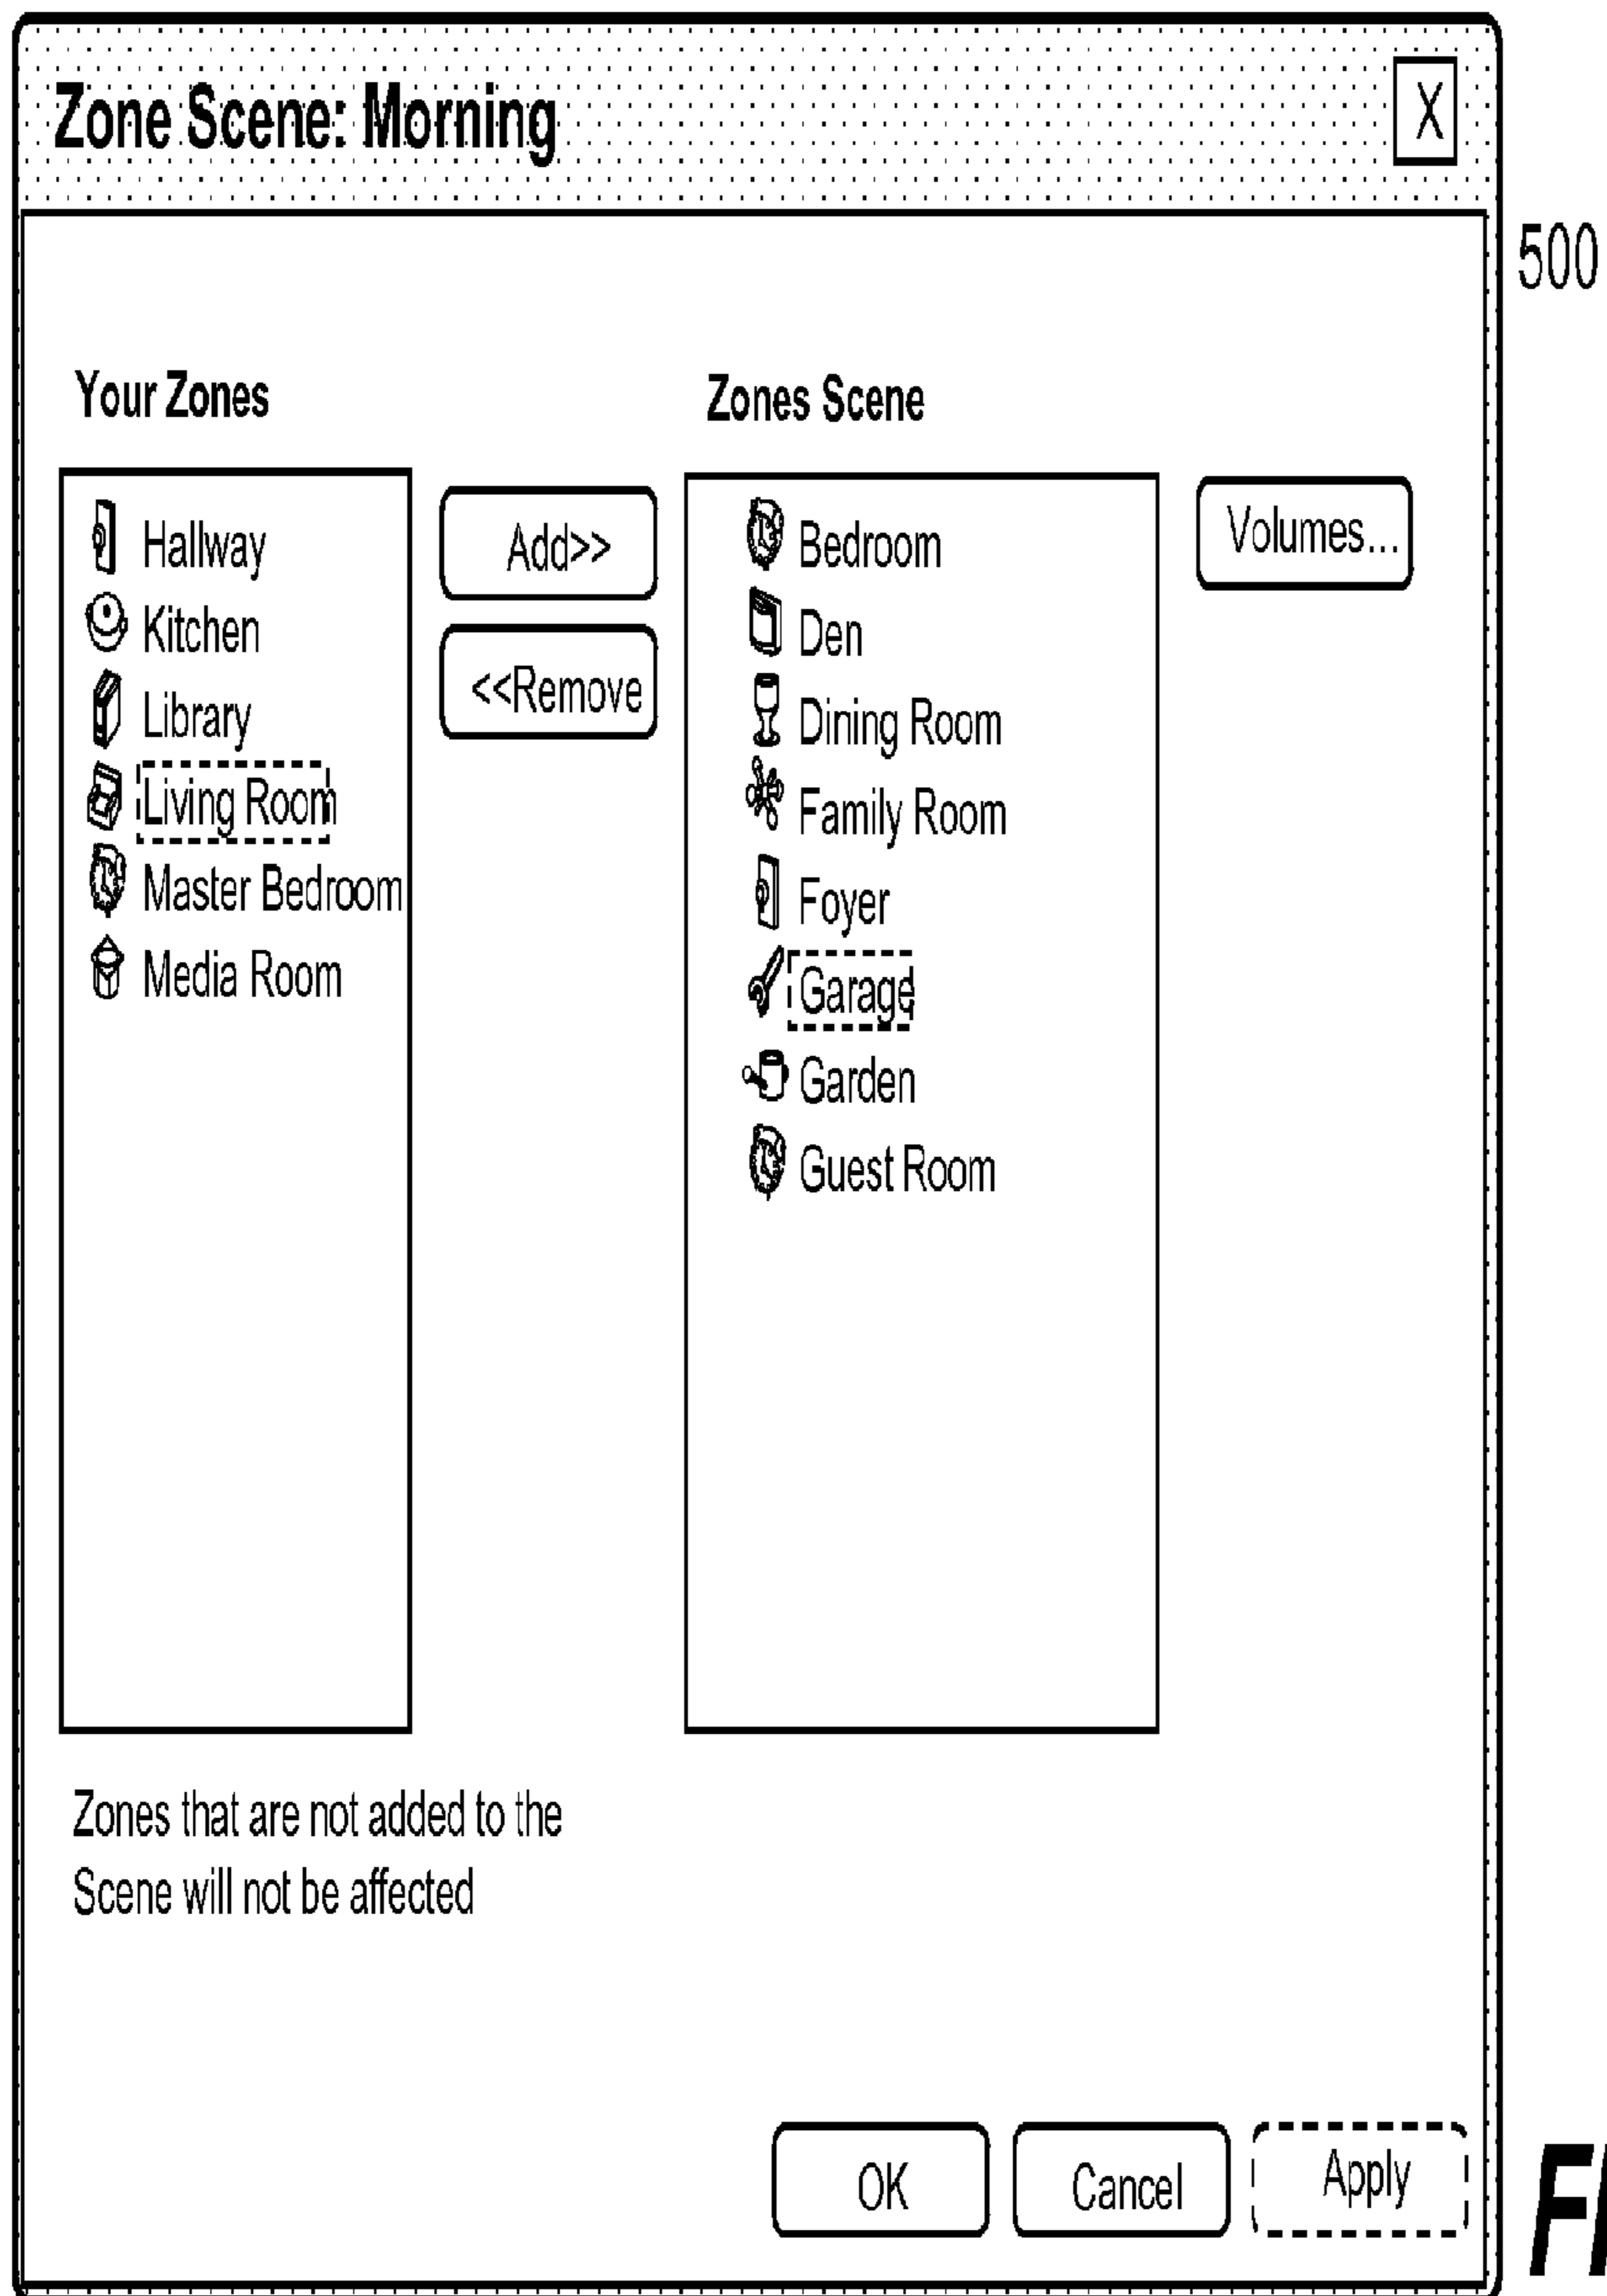 Zone Scene: Morning
X
500
Your Zones
Zones Scene
Hallway
Kitchen
Library
Living Room
Master Bedroom
Media Room
Add>>
<<Remove
Bedroom
Den
Dining Room
Family Room
Foyer
Garage
Garden
Guest Room
Volumes...
Zones that are not added to the
Scene will not be affected
OK
Cancel
Apply